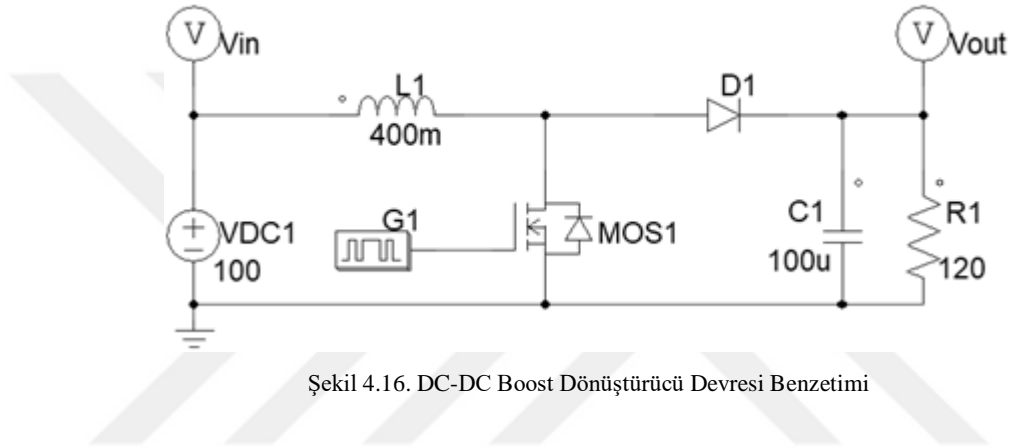 V Vin
V Vout
L1
400m
D1
G1
MOS1
VDC1
100
C1
100u
R1
120
Şekil 4.16. DC-DC Boost Dönüştürücü Devresi Benzetimi